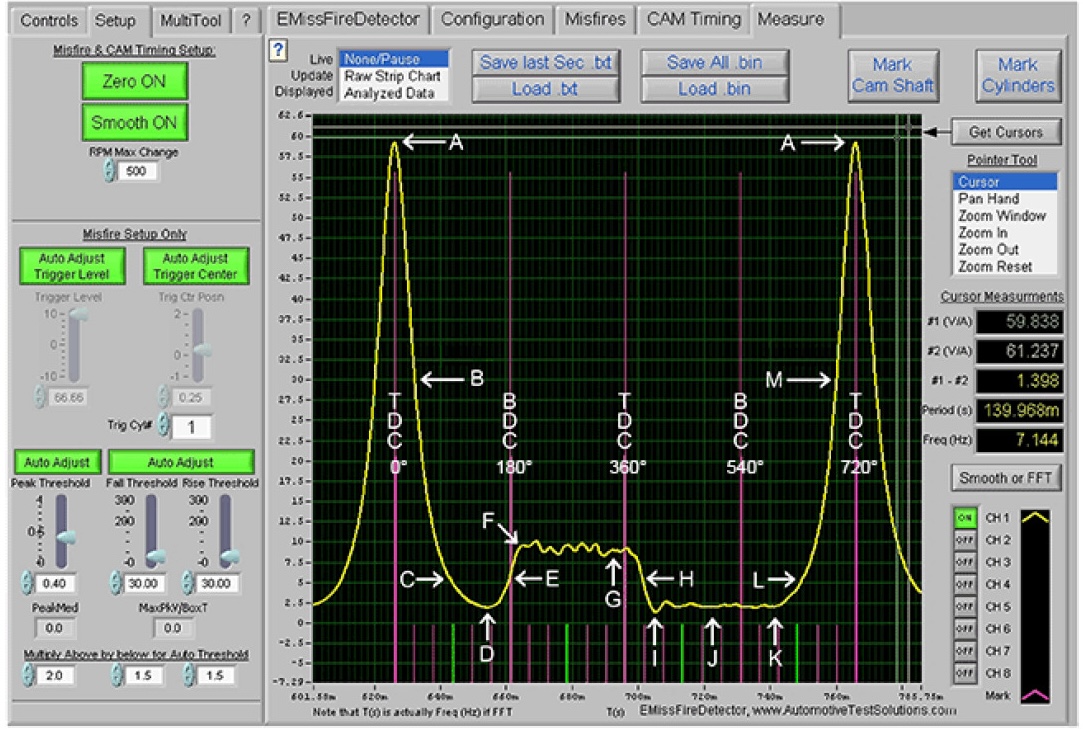 Controls Setup MultiTool ?
Misfire & CAM Timing Setup:
Zero ON
Smooth ON
RPM Max Change
500
Misfire Setup Only
Auto Adjust Trigger Level
Auto Adjust Trigger Center
Trigger Level
Trig Ctr Posn
10
0
-10
2
0
-1
66.66
0.25
Trig Cyl# 1
Auto Adjust
Auto Adjust
Peak Threshold Fall Threshold Rise Threshold
390 390
200 200
-0 -0 -0
0.40 30.00 30.00
PeakMed MaxPkV/BoxT
0.0 0.0
Multiply Above by below for Auto Threshold
2.0 1.5 1.5
EMissFireDetector Configuration Misfires CAM Timing Measure
?
Live Update Displayed
None/Pause
Raw Strip Chart
Analyzed Data
Save last Sec .txt
Load .txt
Save All .bin
Load .bin
Mark Cam Shaft
Mark Cylinders
62.6
60
57.5
55
52.5
50
47.5
45
42.5
40
37.5
35
32.5
30
27.5
25
22.5
20
17.5
15
12.5
10
7.5
5
2.5
0
-2.5
-5
-7.29
A
A
B
M
TDC 0°
BDC 180°
TDC 360°
BDC 540°
TDC 720°
F
C
E
G
H
L
D
I
J
K
601.58m 620m 640m 660m 680m 700m 720m 740m 760m 785.75m
Note that T(s) is actually Freq (Hz) if FFT
T(s)
EMissFireDetector, www.AutomotiveTestSolutions.com
Get Cursors
Pointer Tool
Cursor
Pan Hand
Zoom Window
Zoom In
Zoom Out
Zoom Reset
Cursor Measurments
#1 (V/A) 59.838
#2 (V/A) 61.237
#1 - #2 1.398
Period (s) 139.968m
Freq (Hz) 7.144
Smooth or FFT
ON CH 1
OFF CH 2
OFF CH 3
OFF CH 4
OFF CH 5
OFF CH 6
OFF CH 7
OFF CH 8
Mark